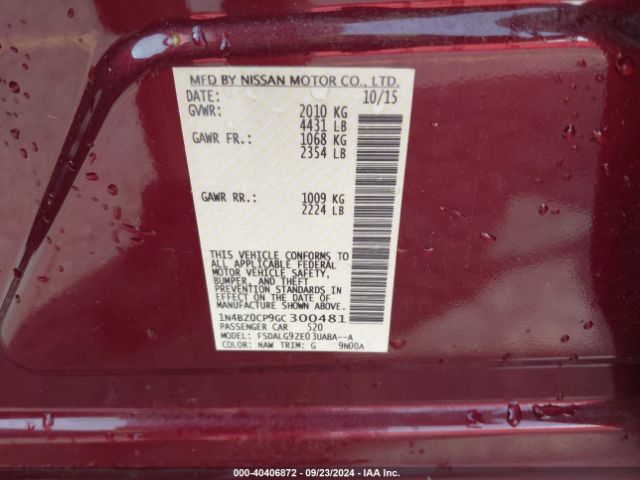 MFD BY NISSAN MOTOR CO., LTD.
DATE: 10/15
GVWR: 2010 KG
4431 LB
GAWR FR.: 1068 KG
2354 LB
GAWR RR.: 1009 KG
2224 LB
THIS VEHICLE CONFORMS TO
ALL APPLICABLE FEDERAL
MOTOR VEHICLE SAFETY,
BUMPER, AND THEFT
PREVENTION STANDARDS IN
EFFECT ON THE DATE OF
MANUFACTURE SHOWN ABOVE.
1N4BZ0CP9GC300481
PASSENGER CAR 520
MODEL: FSDALG9ZE03UABA--A
COLOR: NAW TRIM: G 9N00A
000-40406872 - 09/23/2024 - IAA Inc.